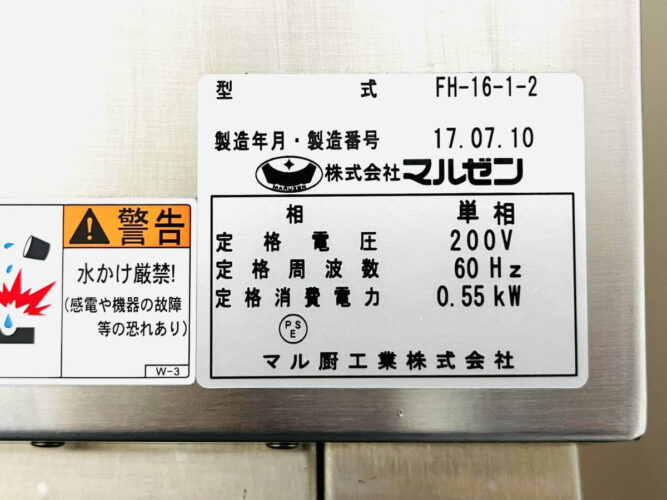 型式 FH-16-1-2
製造年月・製造番号 17.07.10
MARUZEN 株式会社マルゼン
相 単相
定格電圧 200V
定格周波数 60Hz
定格消費電力 0.55kW
PSE
マル厨工業株式会社
警告
水かけ厳禁!
(感電や機器の故障
等の恐れあり)
W-3